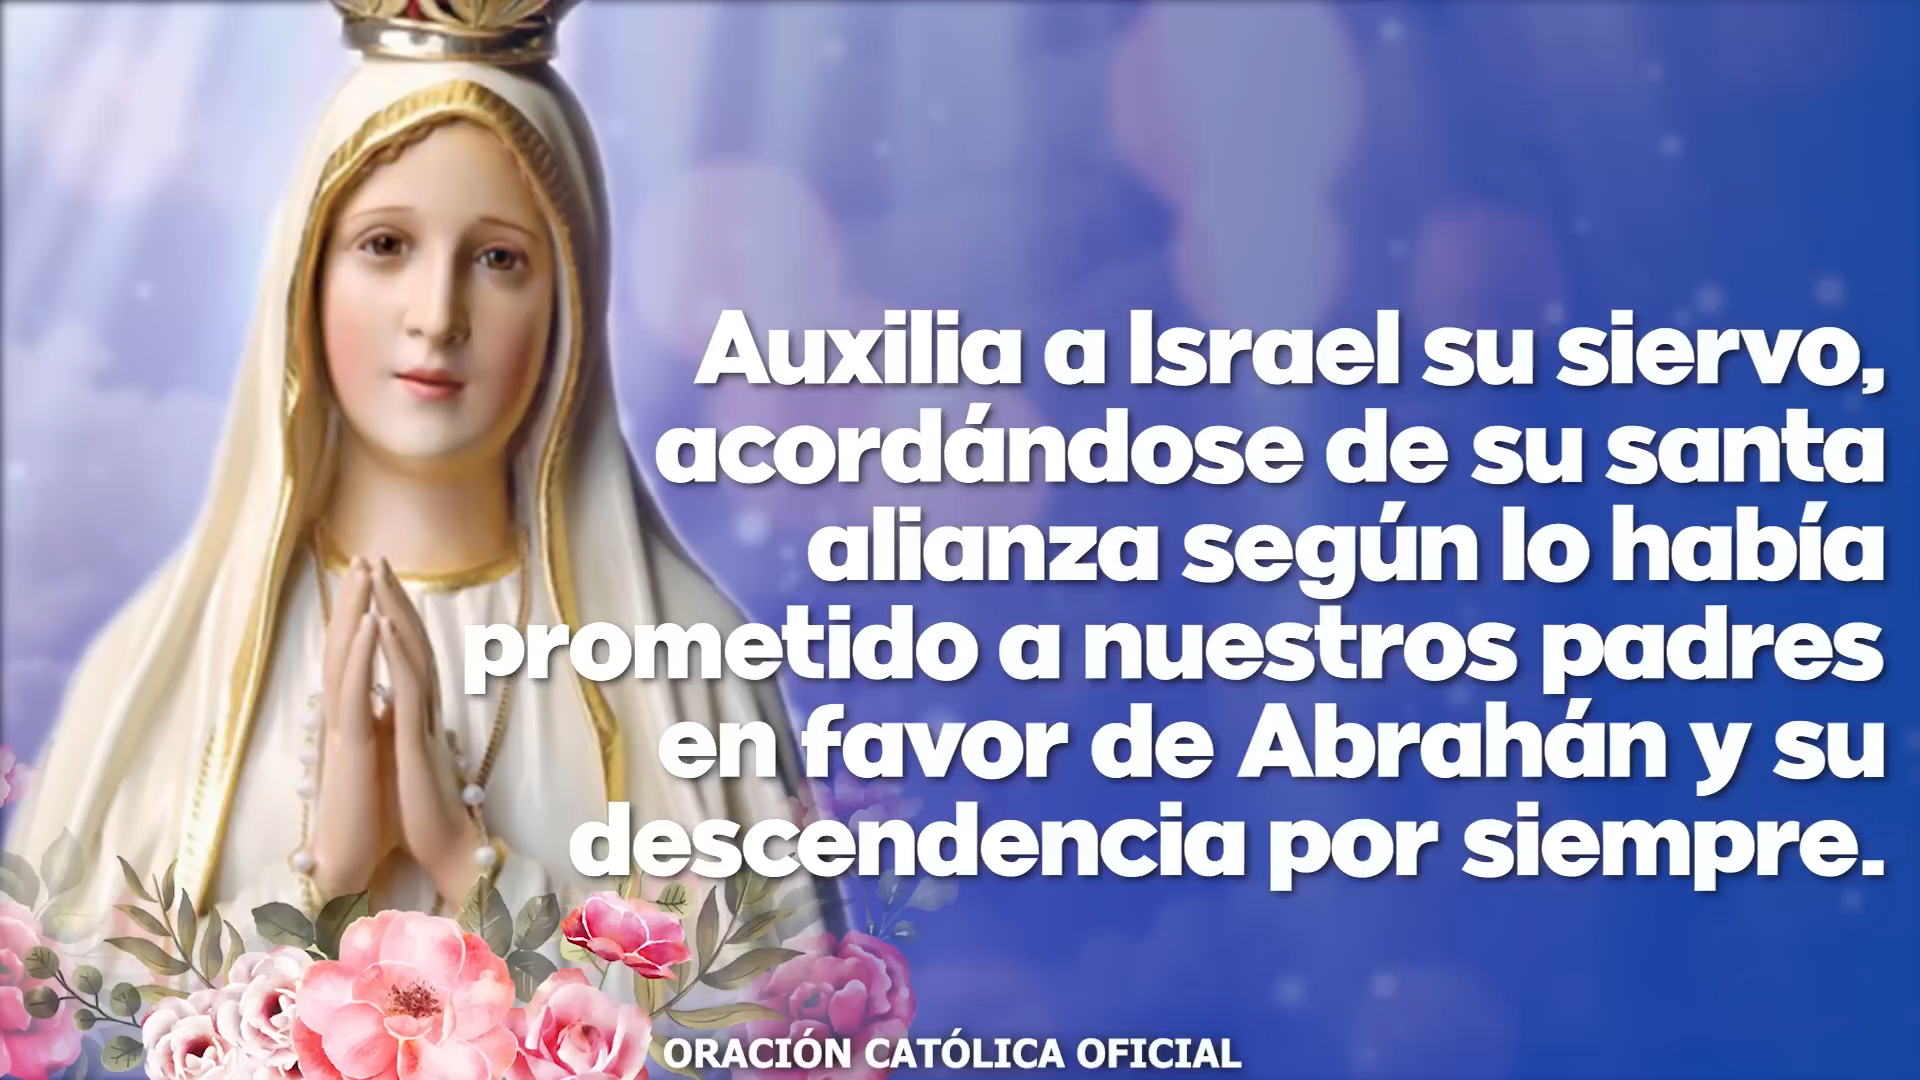 Auxilia a Israel su siervo,
acordándose de su santa
alianza según lo había
prometido a nuestros padres
en favor de Abrahán y su
descendencia por siempre.
ORACIÓN CATÓLICA OFICIAL